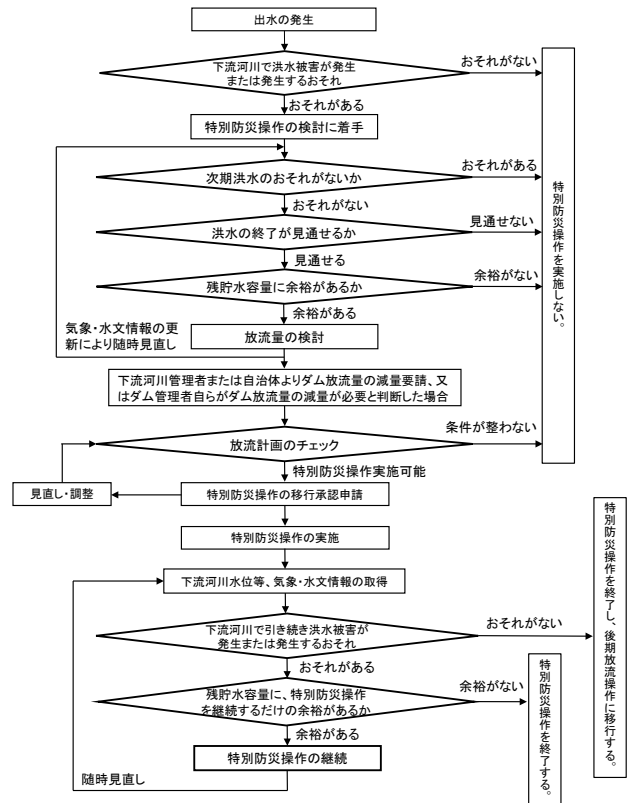 出水の発生
下流河川で洪水被害が発生
または発生するおそれ
おそれがない
おそれがある
特別防災操作の検討に着手
次期洪水のおそれがないか
おそれがある
おそれがない
洪水の終了が見通せるか
見通せない
見通せる
残貯水容量に余裕があるか
余裕がない
余裕がある
特別防災操作を実施しない。
気象・水文情報の更
新により随時見直し
放流量の検討
下流河川管理者または自治体よりダム放流量の減量要請、又
はダム管理者自らがダム放流量の減量が必要と判断した場合
放流計画のチェック
条件が整わない
特別防災操作実施可能
見直し・調整
特別防災操作の移行承認申請
特別防災操作の実施
下流河川水位等、気象・水文情報の取得
下流河川で引き続き洪水被害が
発生または発生するおそれ
おそれがない
特別防災操作を終了し、後期放流操作に移行する。
おそれがある
残貯水容量に、特別防災操作
を継続するだけの余裕があるか
余裕がない
特別防災操作を終了する。
余裕がある
特別防災操作の継続
随時見直し